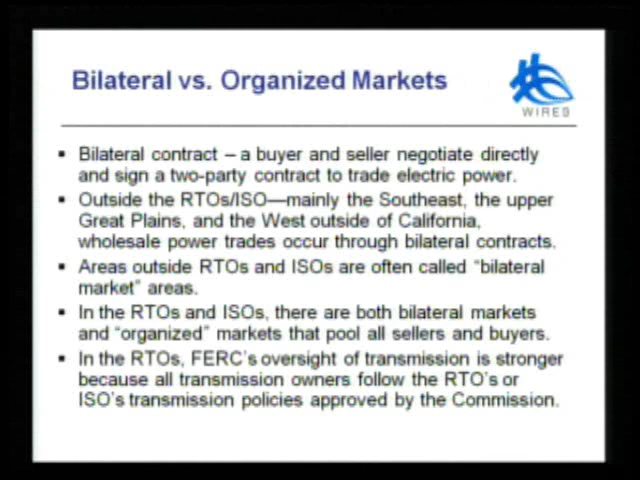 Bilateral vs. Organized Markets
WIRES
▪ Bilateral contract – a buyer and seller negotiate directly
and sign a two-party contract to trade electric power.
▪ Outside the RTOs/ISO—mainly the Southeast, the upper
Great Plains, and the West outside of California,
wholesale power trades occur through bilateral contracts.
▪ Areas outside RTOs and ISOs are often called “bilateral
market” areas.
▪ In the RTOs and ISOs, there are both bilateral markets
and “organized” markets that pool all sellers and buyers.
▪ In the RTOs, FERC’s oversight of transmission is stronger
because all transmission owners follow the RTO’s or
ISO’s transmission policies approved by the Commission.